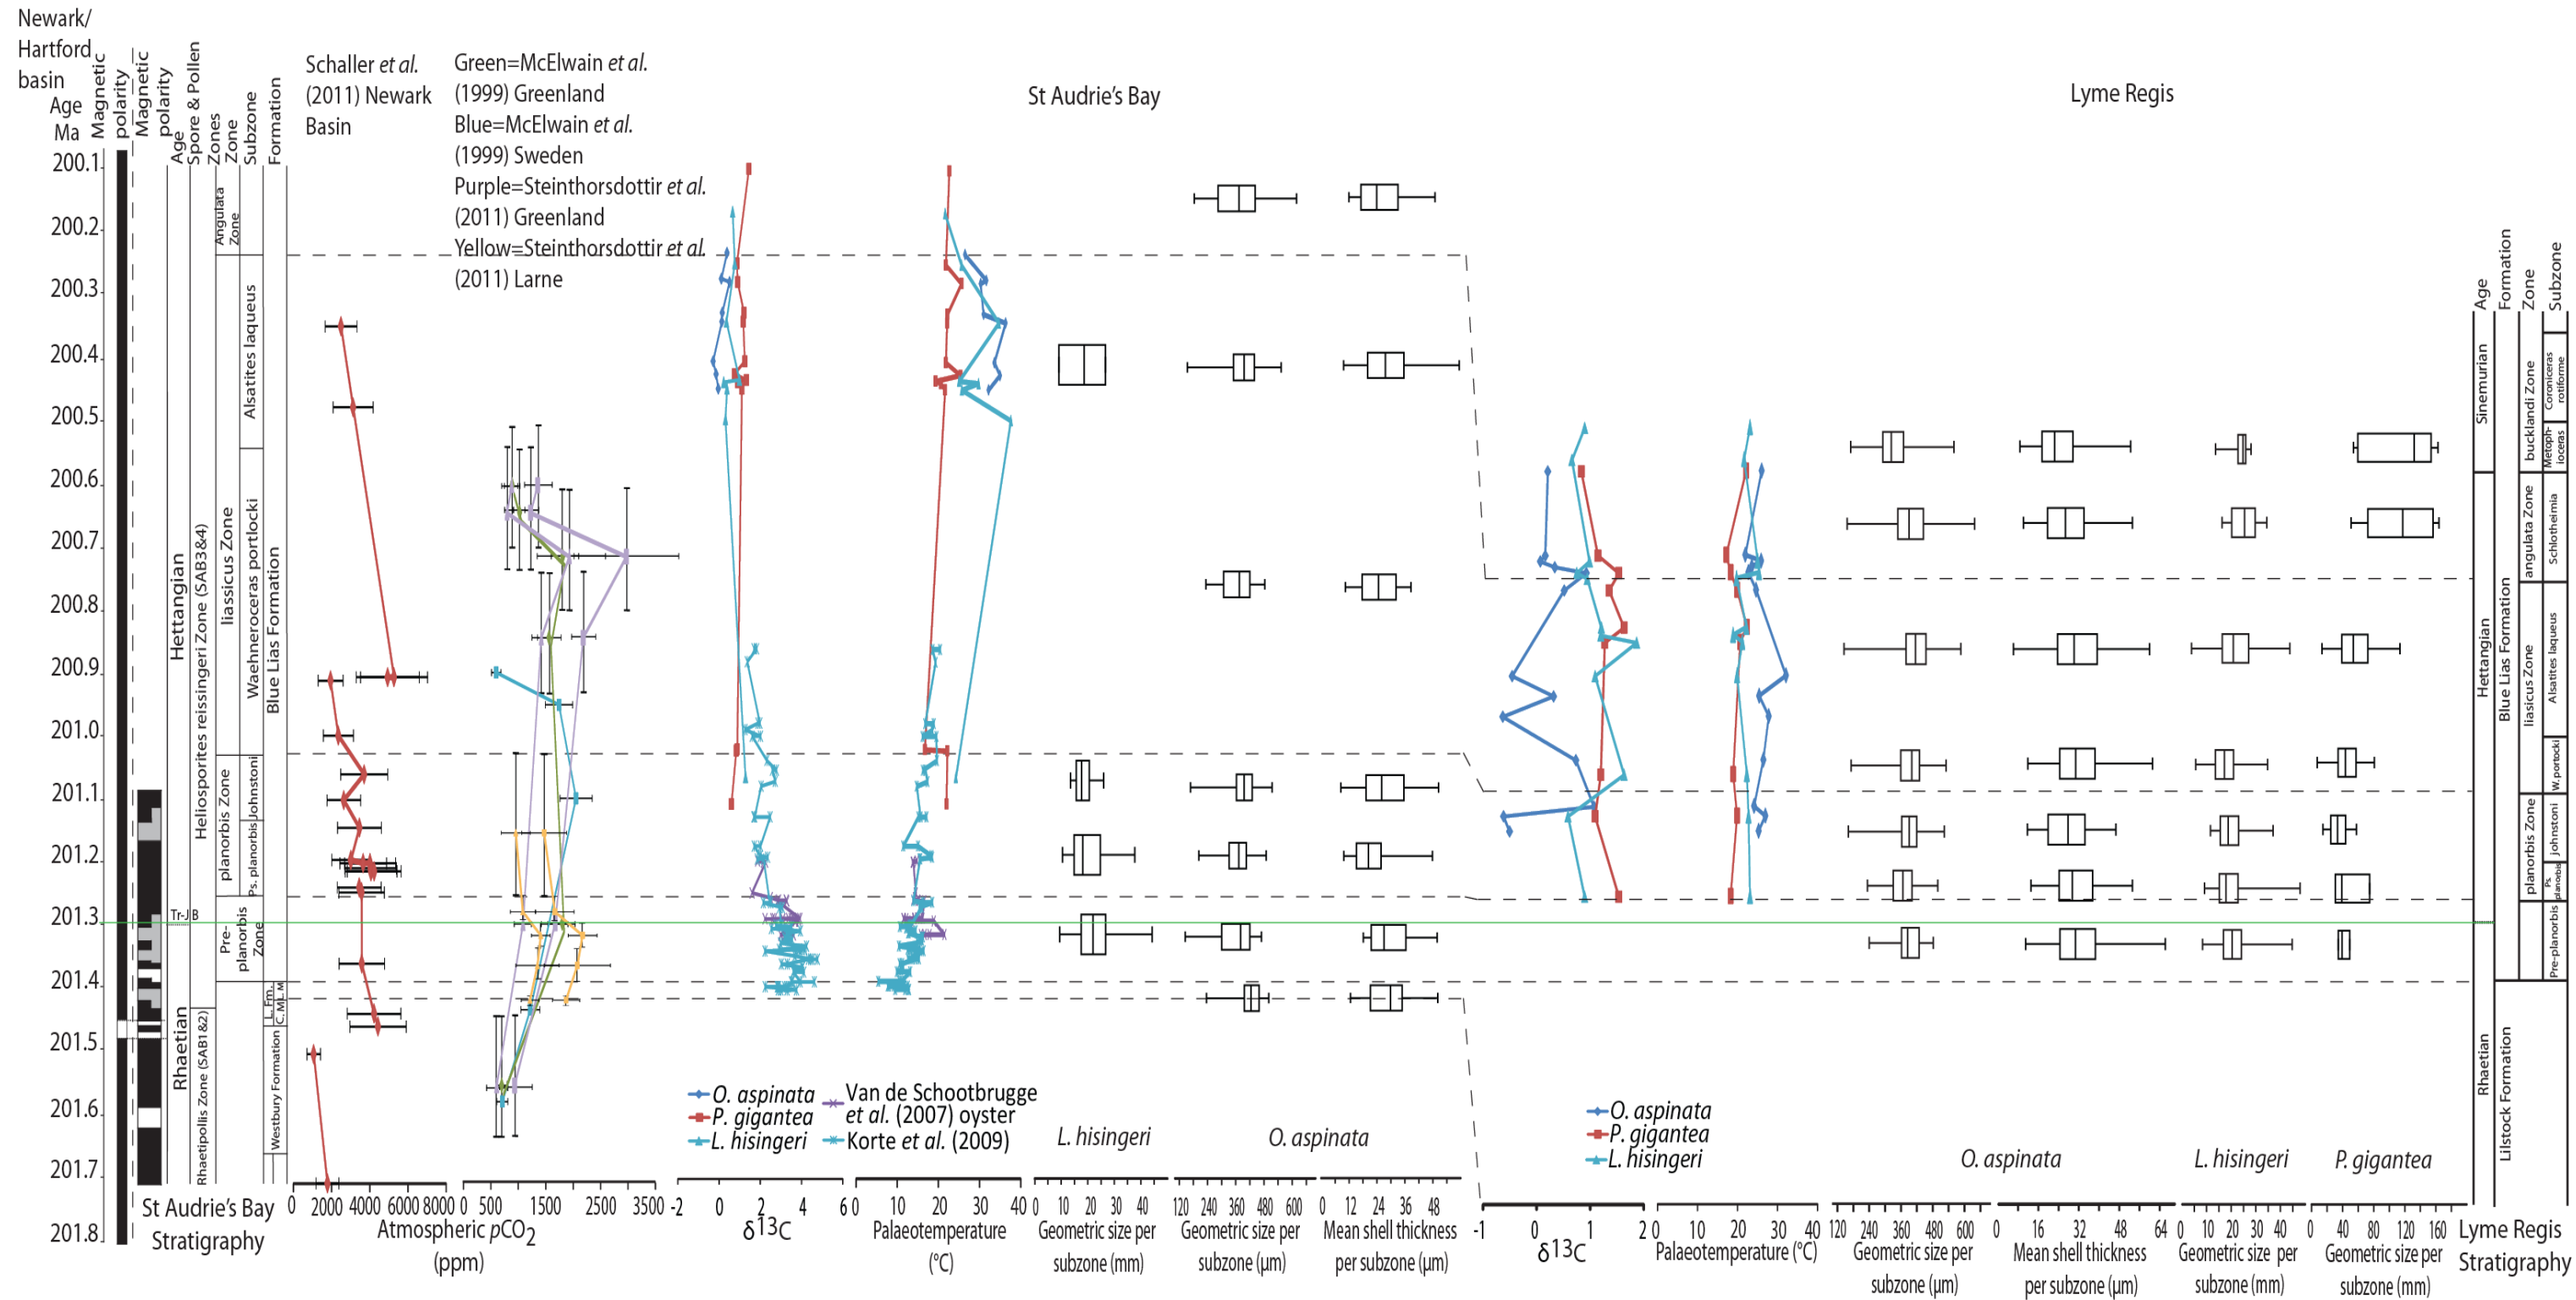 Newark/
Hartford
basin
Age
Ma
Magnetic
polarity
Magnetic
polarity
Age
Spore & Pollen
Zones
Zone
Subzone
Formation
Schaller et al.
(2011) Newark
Basin
Green=McElwain et al.
(1999) Greenland
Blue=McElwain et al.
(1999) Sweden
Purple=Steinthorsdottir et al.
(2011) Greenland
Yellow=Steinthorsdottir et al.
(2011) Larne
St Audrie's Bay
Lyme Regis
200.1
200.2
200.3
200.4
200.5
200.6
200.7
200.8
200.9
201.0
201.1
201.2
201.3
201.4
201.5
201.6
201.7
201.8
Hettangian
Tr-J B
Rhaetian
Heliosporites reissingeri Zone (SAB3&4)
Rhaetipollis Zone (SAB1&2)
Angulata
Zone
liassicus Zone
planorbis Zone
Pre-
planorbis
Zone
Alsatites laqueus
Waehneroceras portlocki
Johnstoni
Ps. planorbis
Blue Lias Formation
L. Fm.
C. M.
L. M
Westbury Formation
O. aspinata
P. gigantea
L. hisingeri
Van de Schootbrugge
et al. (2007) oyster
Korte et al. (2009)
L. hisingeri
O. aspinata
O. aspinata
P. gigantea
L. hisingeri
O. aspinata
L. hisingeri
P. gigantea
Age
Formation
Zone
Subzone
Sinemurian
Hettangian
Rhaetian
Blue Lias Formation
Lilstock Formation
bucklandi Zone
angulata Zone
liasicus Zone
planorbis Zone
Coroniceras
rotiforme
Metoph-
ioceras
Schlotheimia
Alsatites laqueus
W. portocki
johnstoni
Ps.
planorbis
Pre-planorbis
St Audrie's Bay
Stratigraphy
0 2000 4000 6000 8000
0 500 1500 2500 3500
Atmospheric pCO2
(ppm)
-2 0 2 4 6
δ13C
0 10 20 30 40
Palaeotemperature
(°C)
0 10 20 30 40
Geometric size per
subzone (mm)
120 240 360 480 600
Geometric size per
subzone (µm)
0 12 24 36 48
Mean shell thickness
per subzone (µm)
-1 0 1 2
δ13C
0 10 20 30 40
Palaeotemperature (°C)
120 240 360 480 600
Geometric size per
subzone (µm)
0 16 32 48 64
Mean shell thickness
per subzone (µm)
0 10 20 30 40
Geometric size per
subzone (mm)
0 40 80 120 160
Geometric size per
subzone (mm)
Lyme Regis
Stratigraphy